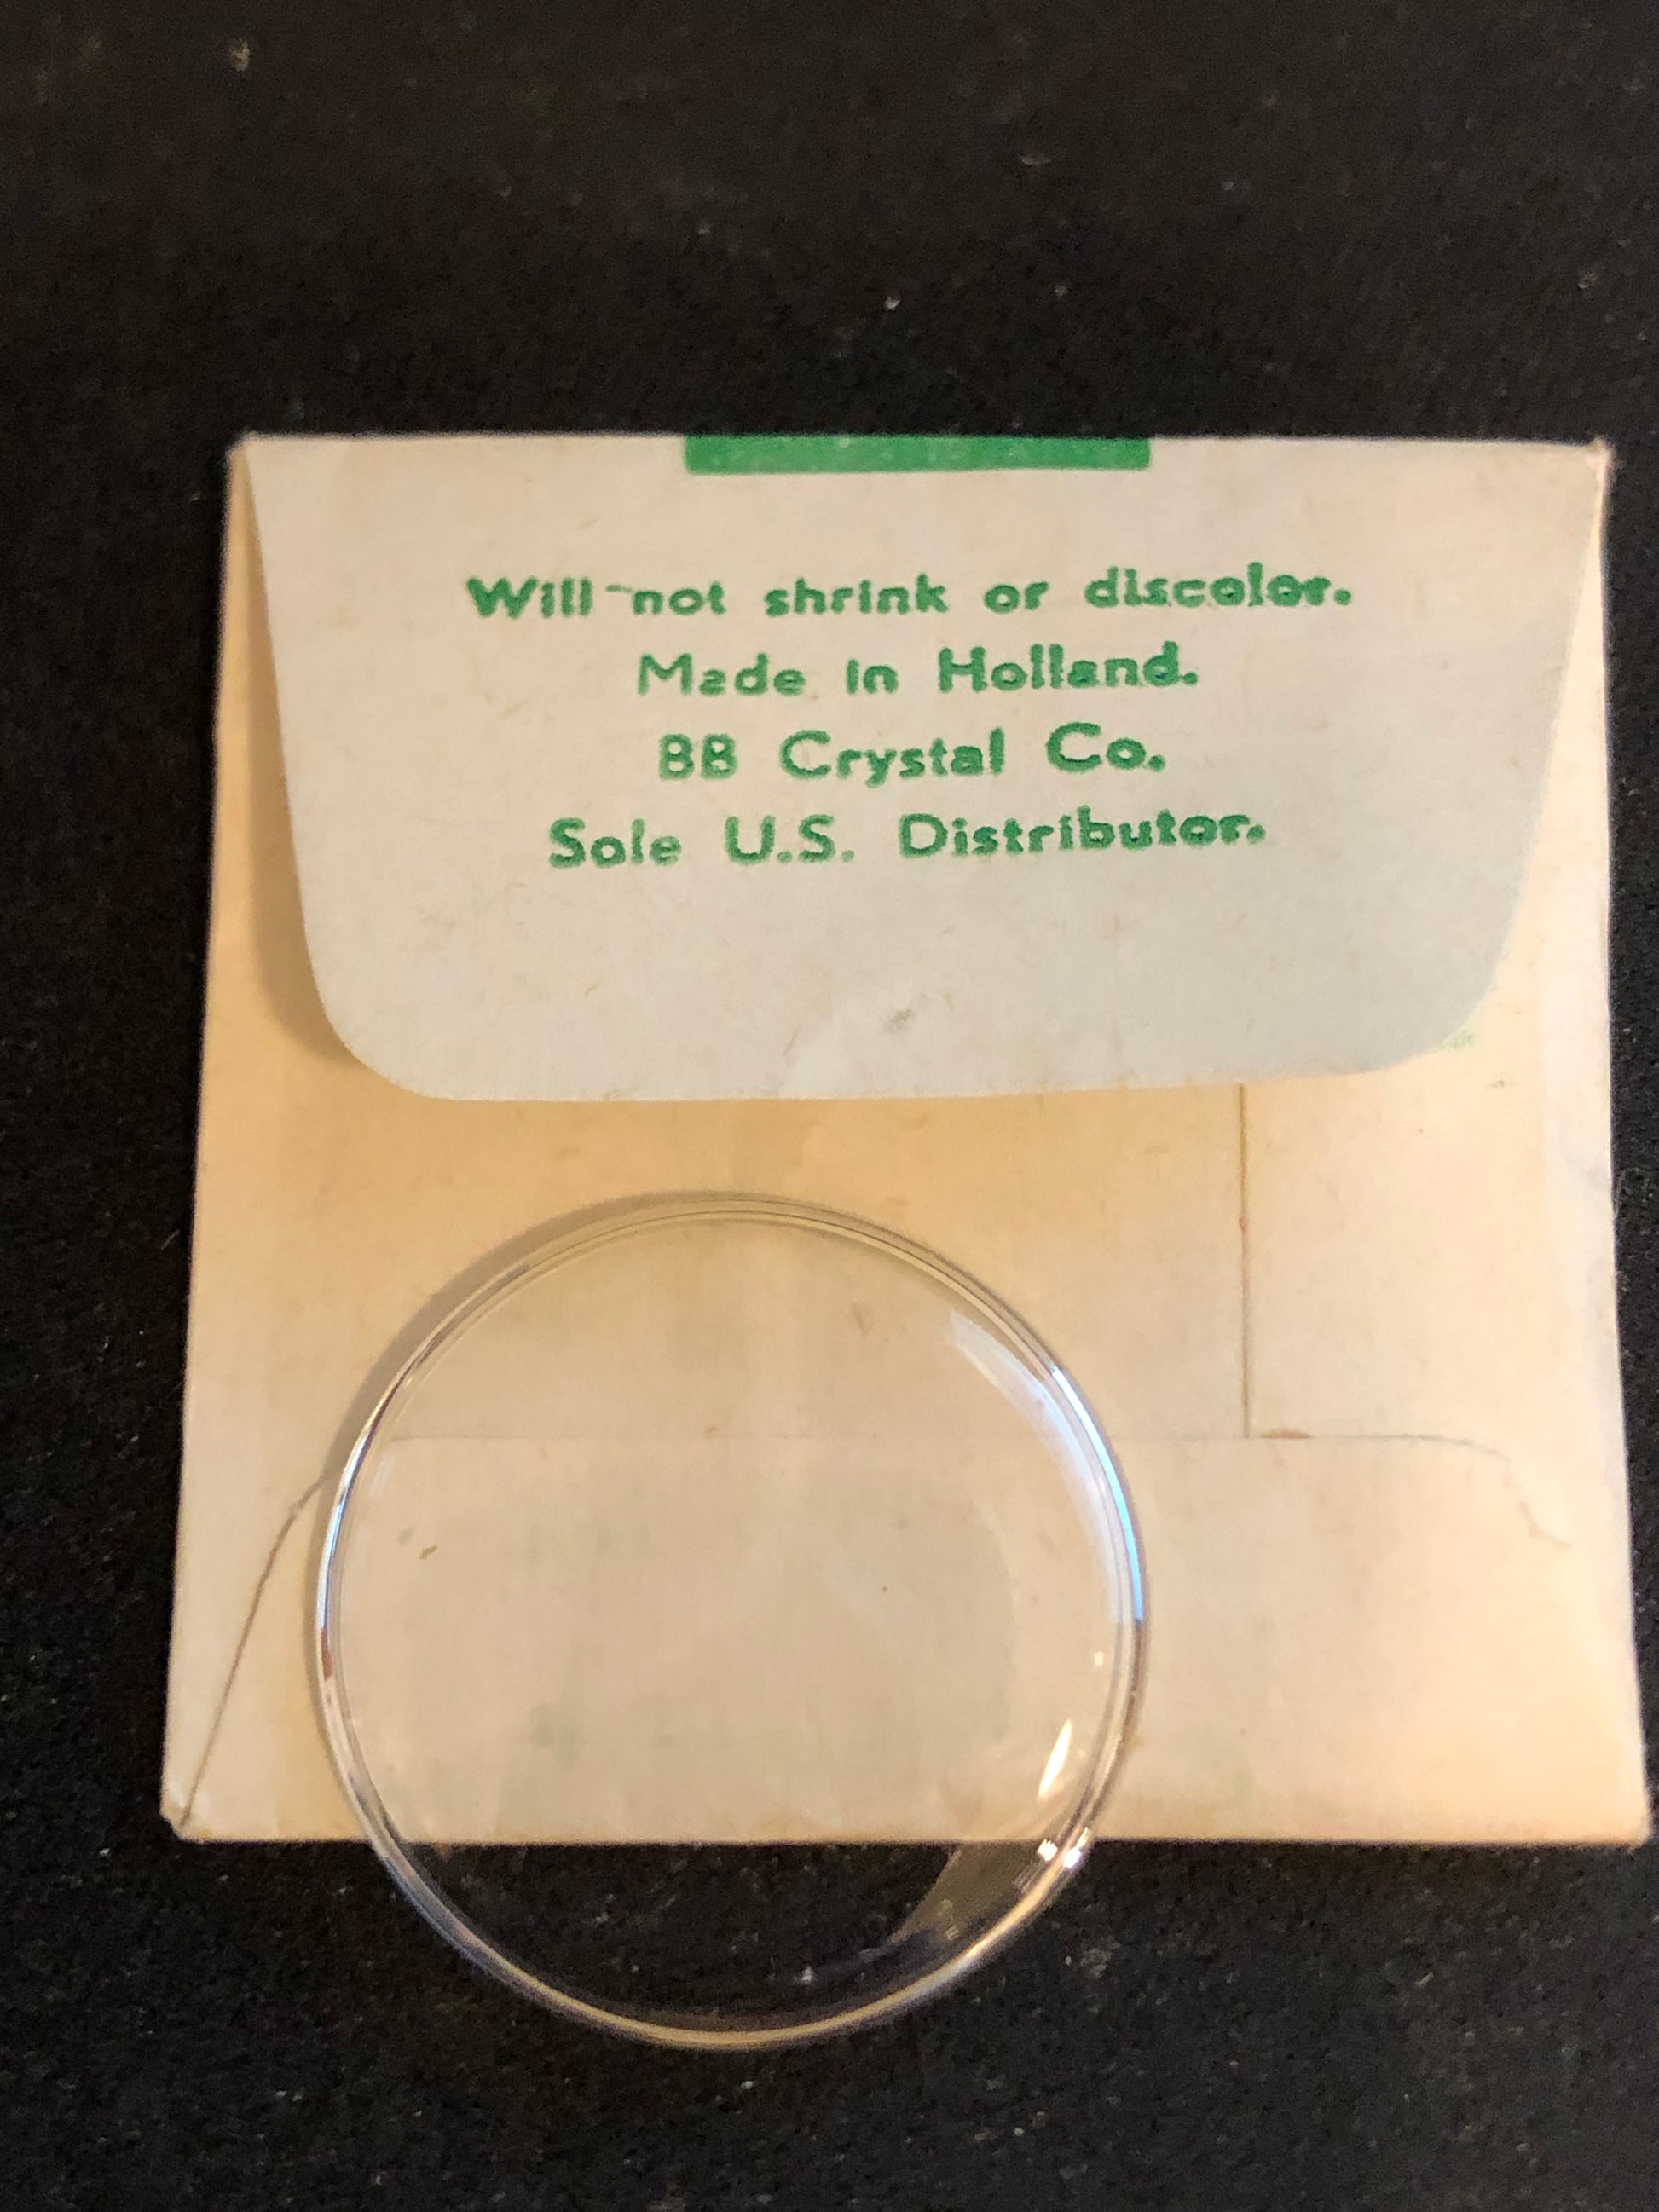 Will not shrink or discolor.
Made in Holland.
BB Crystal Co.
Sole U.S. Distributor.